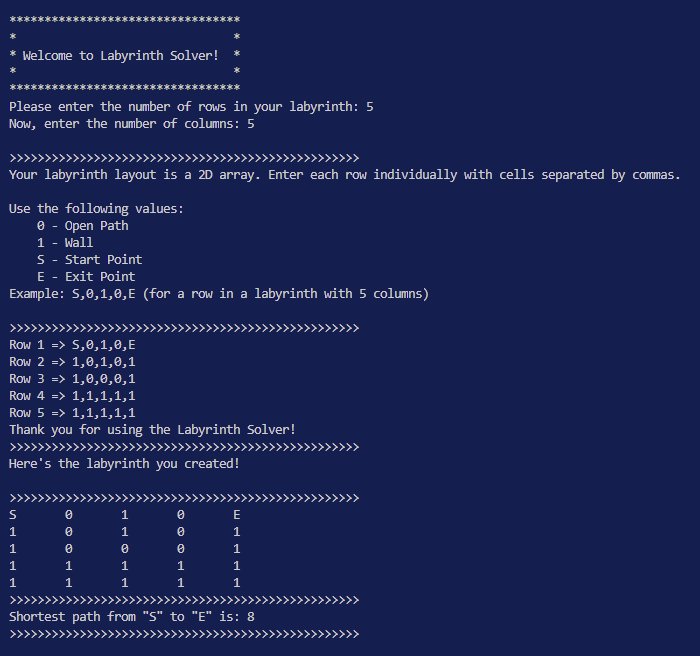 *********************************
*                               *
* Welcome to Labyrinth Solver!  *
*                               *
*********************************
Please enter the number of rows in your labyrinth: 5
Now, enter the number of columns: 5
>>>>>>>>>>>>>>>>>>>>>>>>>>>>>>>>>>>>>>>>>>>>>>>>>>
Your labyrinth layout is a 2D array. Enter each row individually with cells separated by commas.
Use the following values:
    0 - Open Path
    1 - Wall
    S - Start Point
    E - Exit Point
Example: S,0,1,0,E (for a row in a labyrinth with 5 columns)
>>>>>>>>>>>>>>>>>>>>>>>>>>>>>>>>>>>>>>>>>>>>>>>>>>
Row 1 => S,0,1,0,E
Row 2 => 1,0,1,0,1
Row 3 => 1,0,0,0,1
Row 4 => 1,1,1,1,1
Row 5 => 1,1,1,1,1
Thank you for using the Labyrinth Solver!
>>>>>>>>>>>>>>>>>>>>>>>>>>>>>>>>>>>>>>>>>>>>>>>>>>
Here's the labyrinth you created!
>>>>>>>>>>>>>>>>>>>>>>>>>>>>>>>>>>>>>>>>>>>>>>>>>>
S       0       1       0       E
1       0       1       0       1
1       0       0       0       1
1       1       1       1       1
1       1       1       1       1
>>>>>>>>>>>>>>>>>>>>>>>>>>>>>>>>>>>>>>>>>>>>>>>>>>
Shortest path from "S" to "E" is: 8
>>>>>>>>>>>>>>>>>>>>>>>>>>>>>>>>>>>>>>>>>>>>>>>>>>